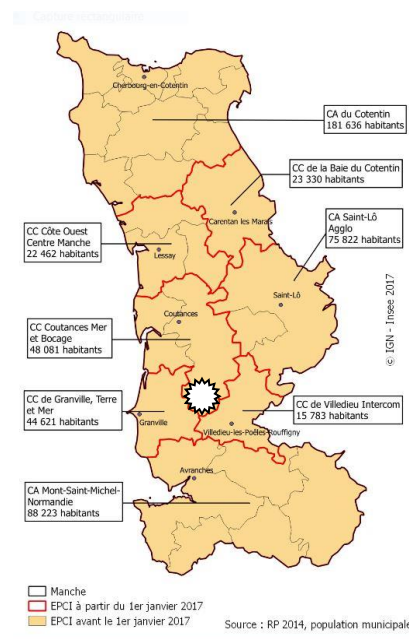 Cherbourg-en-Cotentin
CA du Cotentin
181 636 habitants
CC de la Baie du Cotentin
23 330 habitants
Carentan les Marais
CA Saint-Lô
Agglo
75 822 habitants
CC Côte Ouest
Centre Manche
22 462 habitants
Lessay
© IGN - Insee 2017
Saint-Lô
Coutances
CC Coutances Mer
et Bocage
48 081 habitants
CC de Granville, Terre
et Mer
44 621 habitants
Granville
CC de Villedieu Intercom
15 783 habitants
Villedieu-les-Poêles-Rouffigny
Avranches
CA Mont-Saint-Michel-
Normandie
88 223 habitants
Manche
EPCI à partir du 1er janvier 2017
EPCI avant le 1er janvier 2017
Source : RP 2014, population municipale